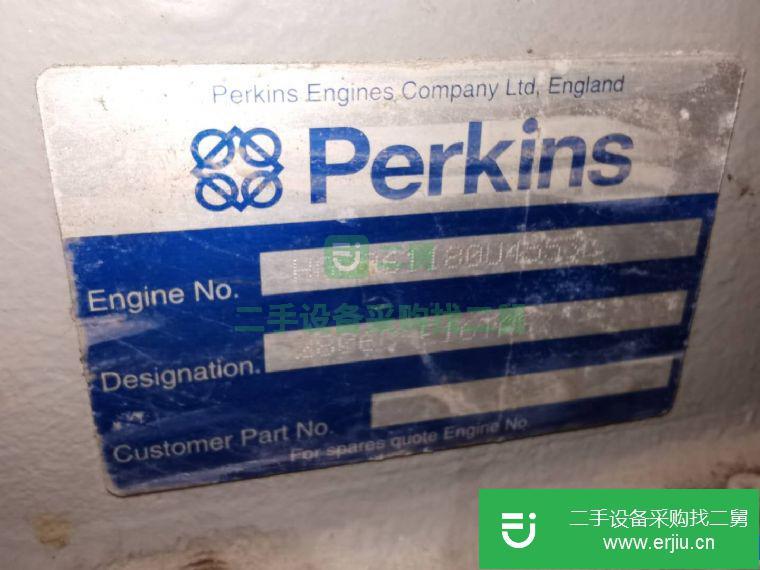 Perkins Engines Company Ltd, England
Perkins
Engine No.
二手设备采购找二舅
Designation.
Customer Part No.
For spares quote Engine No
二手设备采购找二舅
www.erjiu.cn